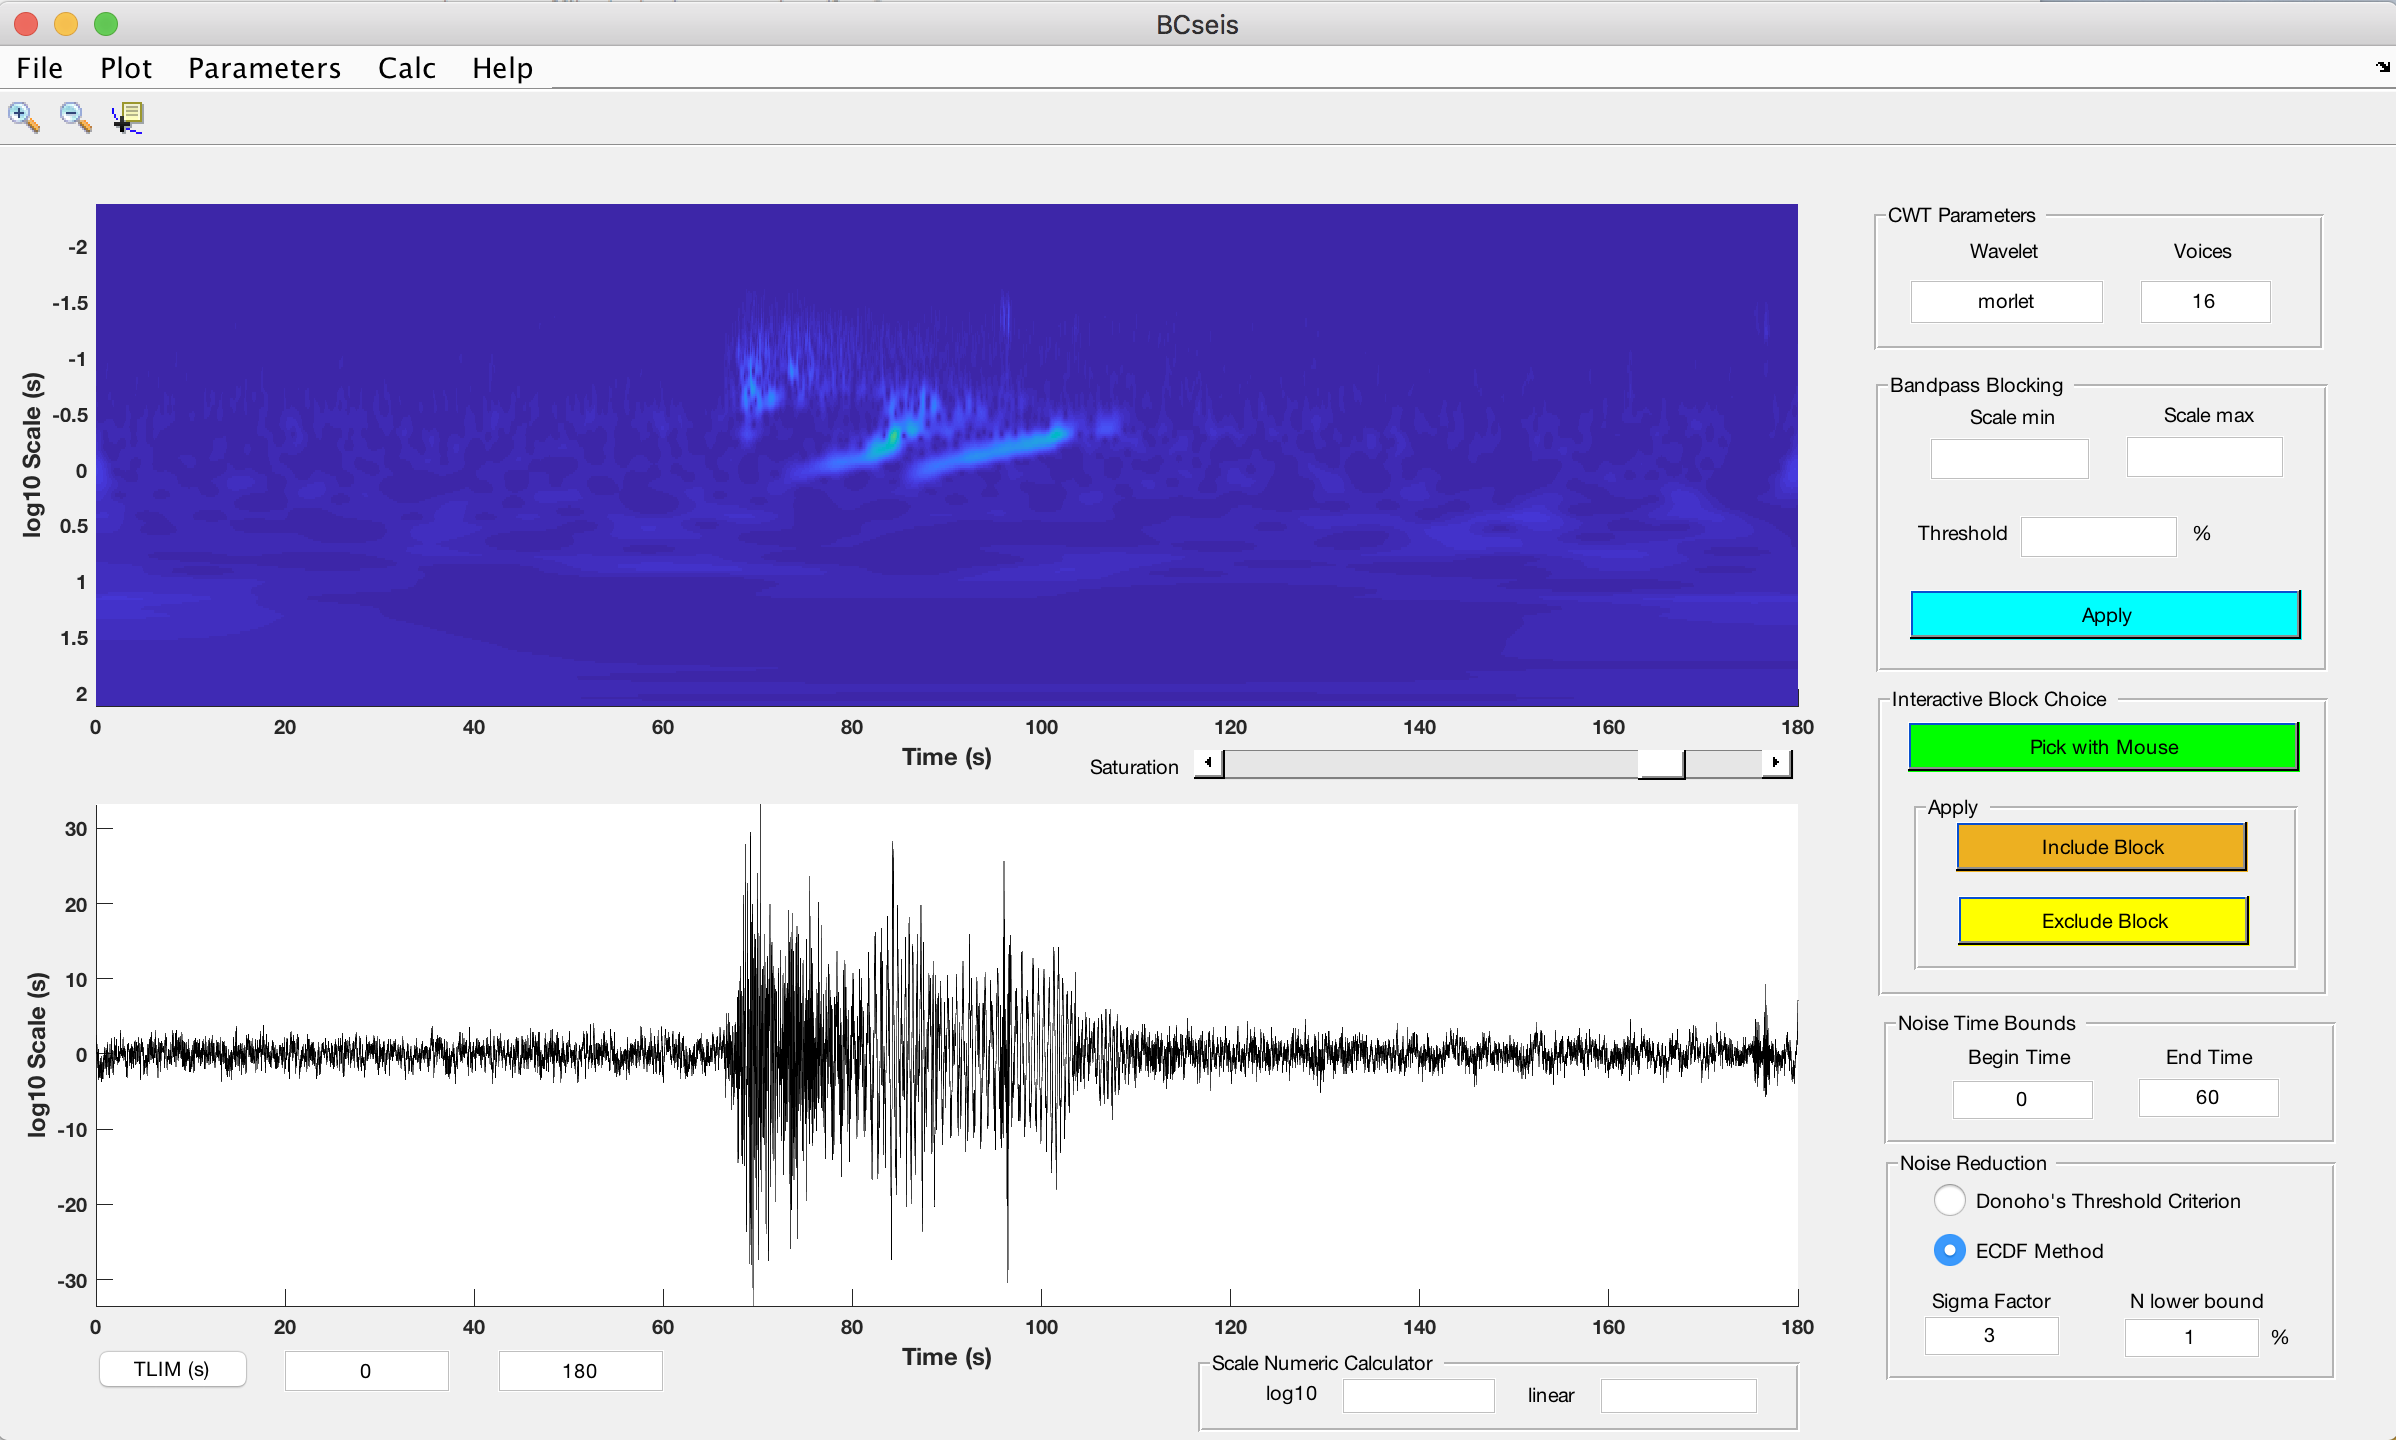 BCseis
File Plot Parameters Calc Help
-2
-1.5
-1
-0.5
0
0.5
1
1.5
2
log10 Scale (s)
0 20 40 60 80 100 120 140 160 180
Time (s)
Saturation
30
20
10
0
-10
-20
-30
log10 Scale (s)
0 20 40 60 80 100 120 140 160 180
Time (s)
TLIM (s) 0 180
Scale Numeric Calculator
log10 linear
CWT Parameters
Wavelet Voices
morlet 16
Bandpass Blocking
Scale min Scale max
Threshold %
Apply
Interactive Block Choice
Pick with Mouse
Apply
Include Block
Exclude Block
Noise Time Bounds
Begin Time End Time
0 60
Noise Reduction
Donoho's Threshold Criterion
ECDF Method
Sigma Factor N lower bound
3 1 %